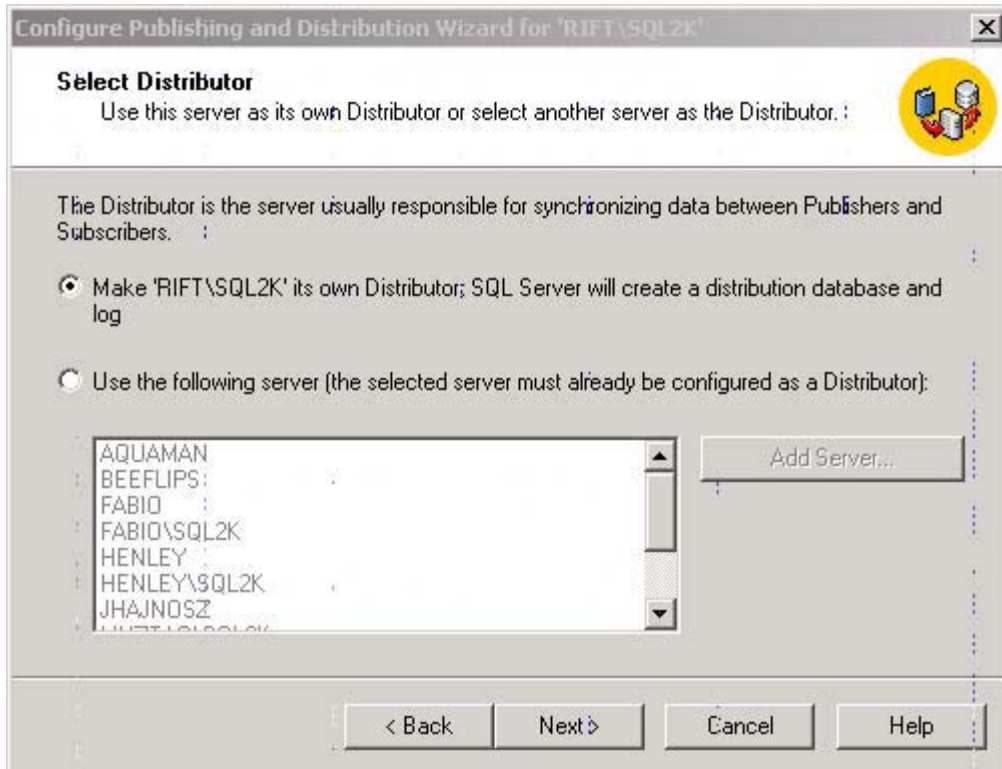 Configure Publishing and Distribution Wizard for 'RIFT\SQL2K'
Select Distributor
Use this server as its own Distributor or select another server as the Distributor.
The Distributor is the server usually responsible for synchronizing data between Publishers and
Subscribers.
Make 'RIFT\SQL2K' its own Distributor; SQL Server will create a distribution database and
log
Use the following server (the selected server must already be configured as a Distributor):
AQUAMAN
BEEFLIPS
FABIO
FABIO\SQL2K
HENLEY
HENLEY\SQL2K
JHAJNOSZ
Add Server...
< Back
Next >
Cancel
Help